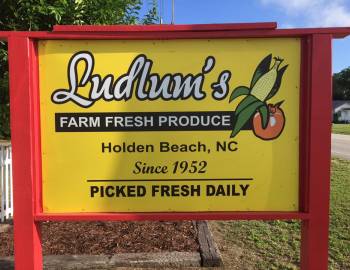 Ludlum's
FARM FRESH PRODUCE
Holden Beach, NC
Since 1952
PICKED FRESH DAILY